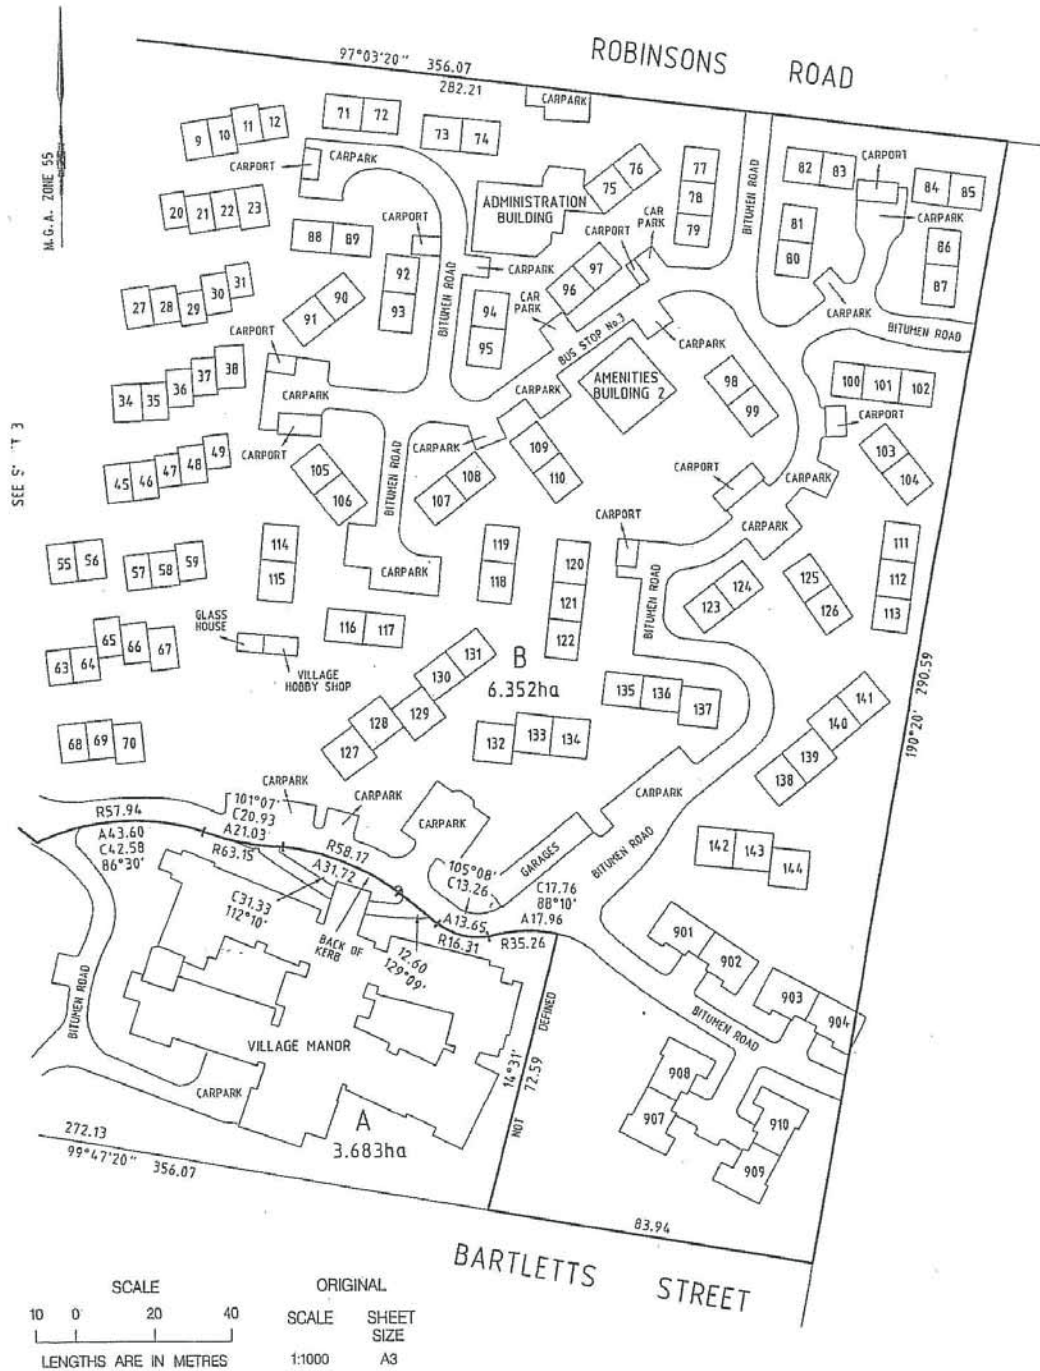 ROBINSONS ROAD
97°03'20" 356.07
282.21
M.G.A. ZONE 55
CARPARK
71 72
73 74
9 10 11 12
CARPORT
CARPARK
ADMINISTRATION
BUILDING
75 76
77
78
79
BITUMEN ROAD
82 83
CARPORT
84 85
CARPARK
20 21 22 23
88 89
CARPORT
CARPORT
CAR
PARK
81
80
86
87
92
93
CARPARK
96 97
27 28 29 30 31
91 90
BITUMEN ROAD
94
95
CAR
PARK
BUS STOP No.3
CARPARK
CARPARK
BITUMEN ROAD
CARPORT
34 35 36 37 38
CARPARK
CARPARK
AMENITIES
BUILDING 2
98
99
100 101 102
CARPORT
SEE
45 46 47 48 49
CARPORT
105
106
BITUMEN ROAD
CARPARK
109
110
107 108
CARPORT
CARPARK
103
104
CARPORT
CARPARK
55 56
57 58 59
114
115
CARPARK
119
118
120
121
122
BITUMEN ROAD
123 124
125
126
111
112
113
GLASS
HOUSE
116 117
63 64 65 66 67
VILLAGE
HOBBY SHOP
130 131
B
6.352ha
135 136 137
190°20' 290.59
68 69 70
127 128 129
132 133 134
138 139 140 141
CARPARK
CARPARK
CARPARK
CARPARK
GARAGES
BITUMEN ROAD
142 143 144
R57.94
A43.60
C42.58
86°30'
101°07'
C20.93
A21.03
R63.15
R58.17
A31.72
C31.33
112°10'
BACK OF
KERB
105°08'
C13.26
A13.65
R16.31
12.60
129°09'
C17.76
88°10'
A17.96
R35.26
901 902
903 904
BITUMEN ROAD
BITUMEN ROAD
VILLAGE MANOR
CARPARK
NOT DEFINED
14°31'
72.59
908
907
910
909
A
3.683ha
272.13
99°47'20" 356.07
83.94
BARTLETTS STREET
SCALE
10 0 20 40
LENGTHS ARE IN METRES
ORIGINAL
SCALE SHEET
SIZE
1:1000 A3